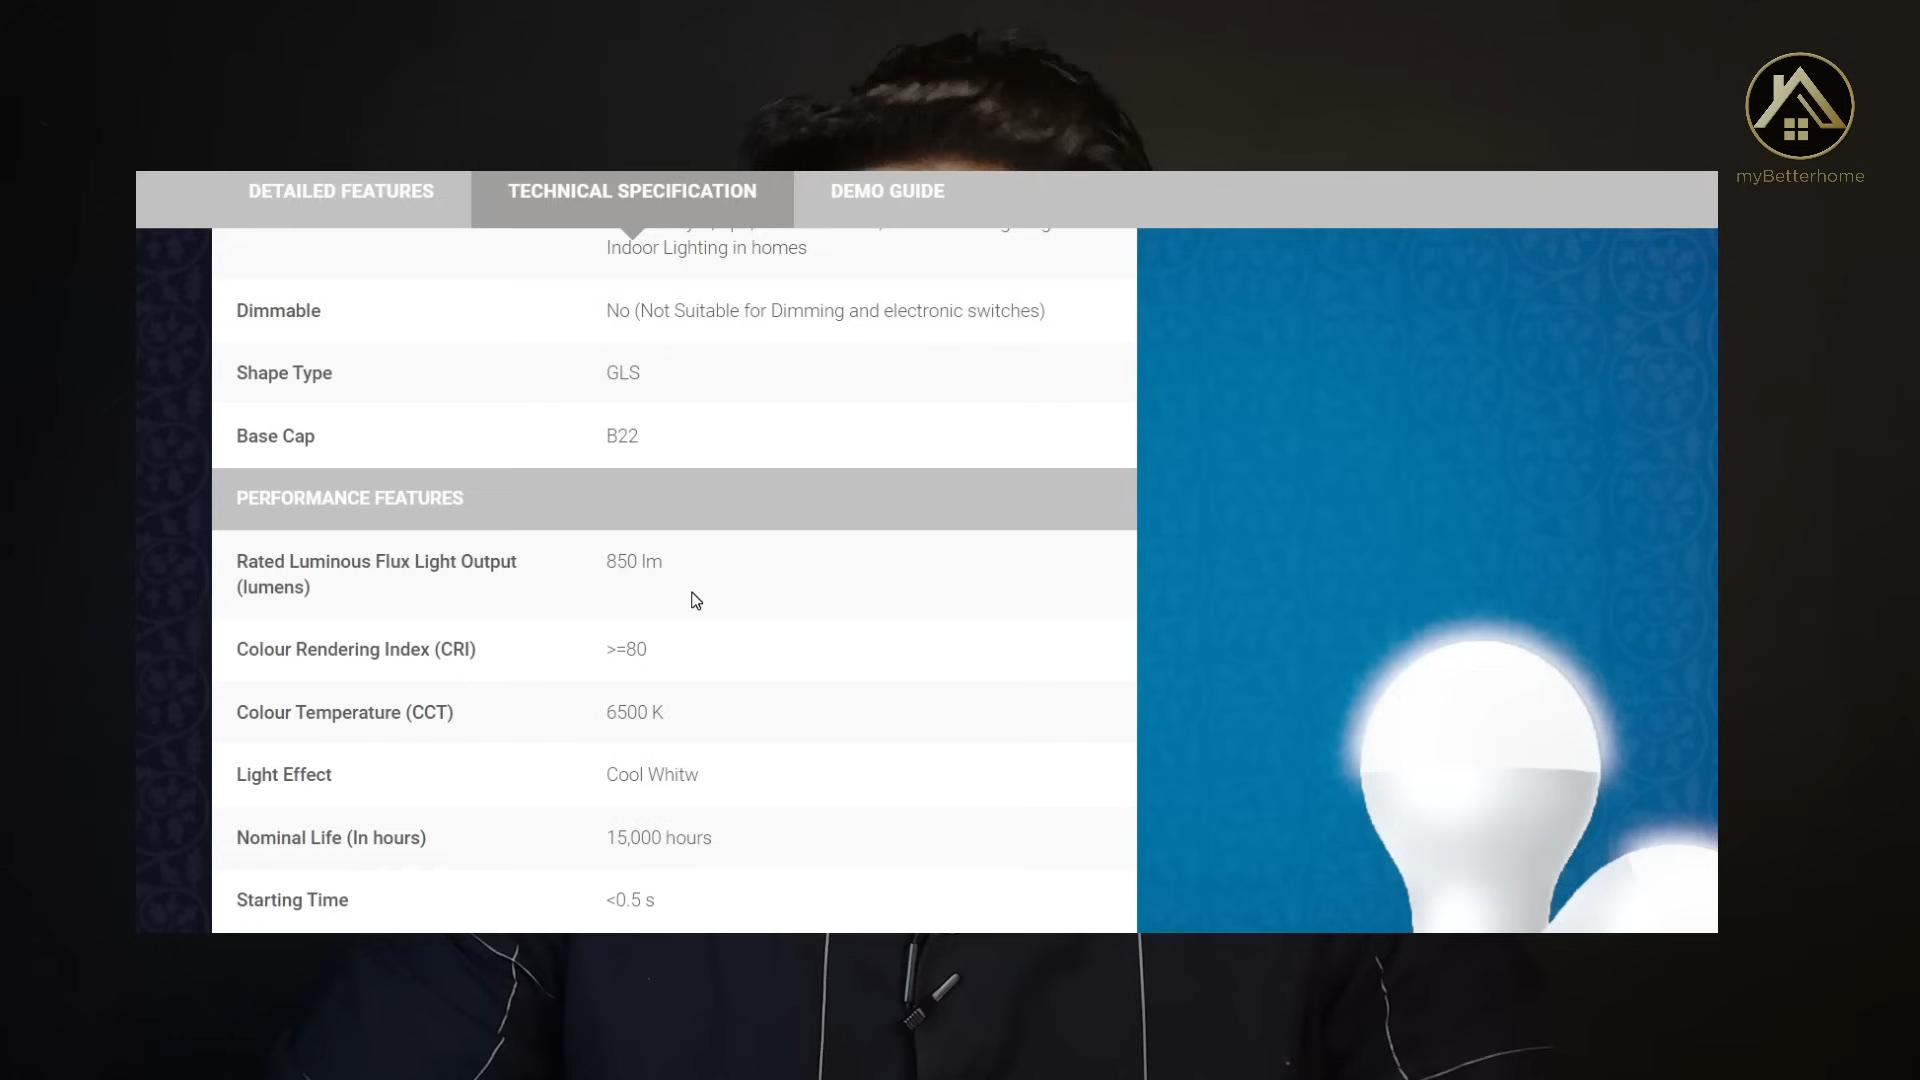 myBetterhome
DETAILED FEATURES TECHNICAL SPECIFICATION DEMO GUIDE
Indoor Lighting in homes
Dimmable No (Not Suitable for Dimming and electronic switches)
Shape Type GLS
Base Cap B22
PERFORMANCE FEATURES
Rated Luminous Flux Light Output 850 lm
(lumens)
Colour Rendering Index (CRI) >=80
Colour Temperature (CCT) 6500 K
Light Effect Cool Whitw
Nominal Life (In hours) 15,000 hours
Starting Time <0.5 s